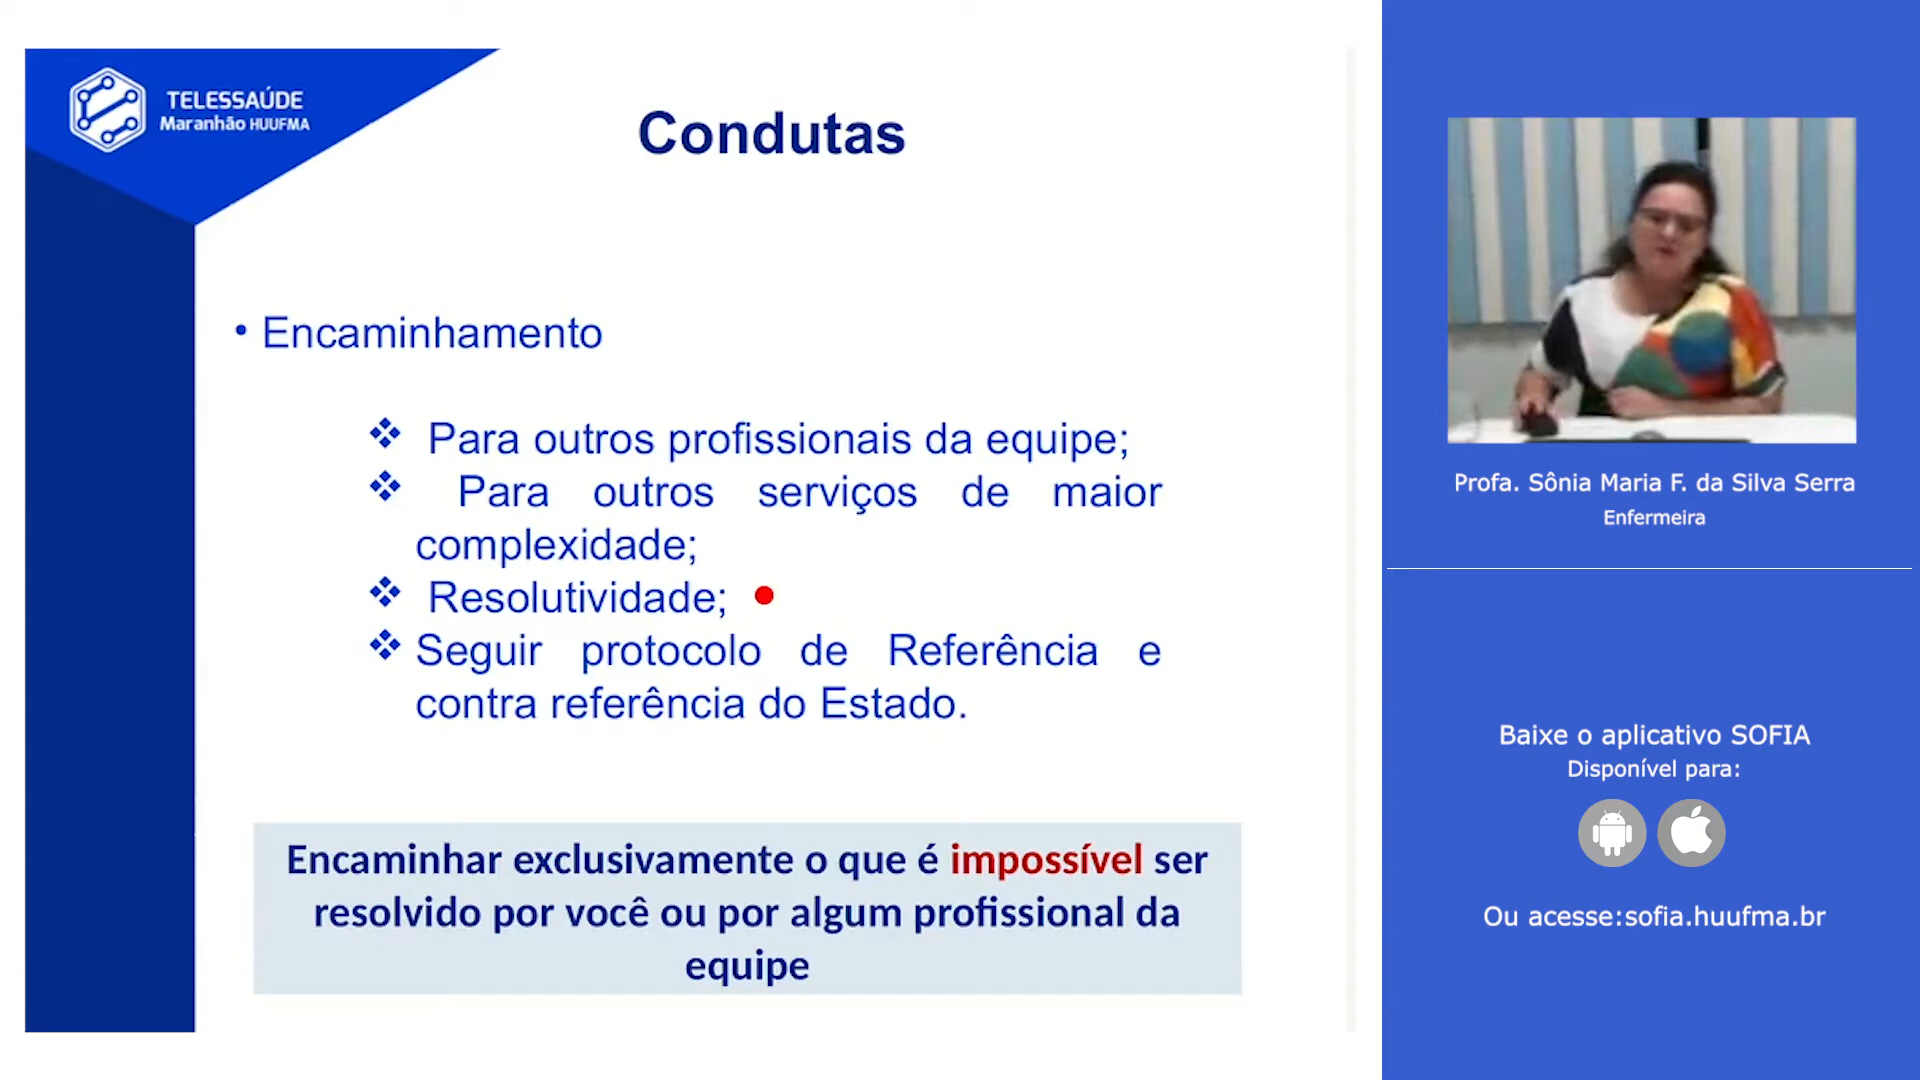 TELESSAÚDE
Maranhão HUUFMA
Condutas
• Encaminhamento
❖ Para outros profissionais da equipe;
❖ Para outros serviços de maior
complexidade;
❖ Resolutividade;
❖ Seguir protocolo de Referência e
contra referência do Estado.
Encaminhar exclusivamente o que é impossível ser
resolvido por você ou por algum profissional da
equipe
Profa. Sônia Maria F. da Silva Serra
Enfermeira
Baixe o aplicativo SOFIA
Disponível para:
Ou acesse:sofia.huufma.br